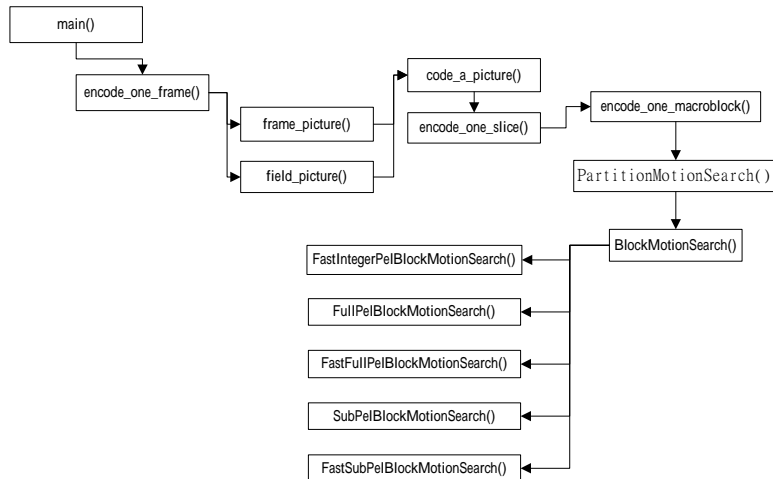 main()
encode_one_frame()
frame_picture()
field_picture()
code_a_picture()
encode_one_slice()
encode_one_macroblock()
PartitionMotionSearch()
BlockMotionSearch()
FastIntegerPelBlockMotionSearch()
FullPelBlockMotionSearch()
FastFullPelBlockMotionSearch()
SubPelBlockMotionSearch()
FastSubPelBlockMotionSearch()